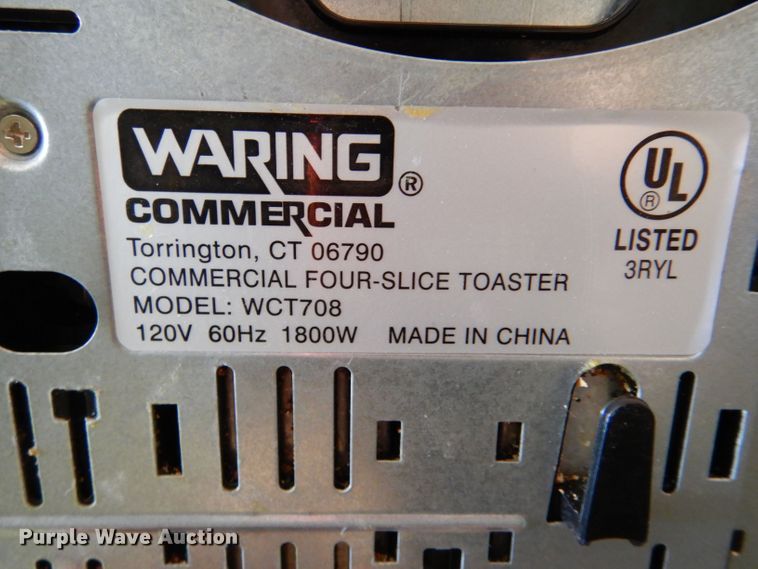 WARING
®
COMMERCIAL
Torrington, CT 06790
COMMERCIAL FOUR-SLICE TOASTER
MODEL: WCT708
120V 60Hz 1800W MADE IN CHINA
UL
®
LISTED
3RYL
Purple Wave Auction